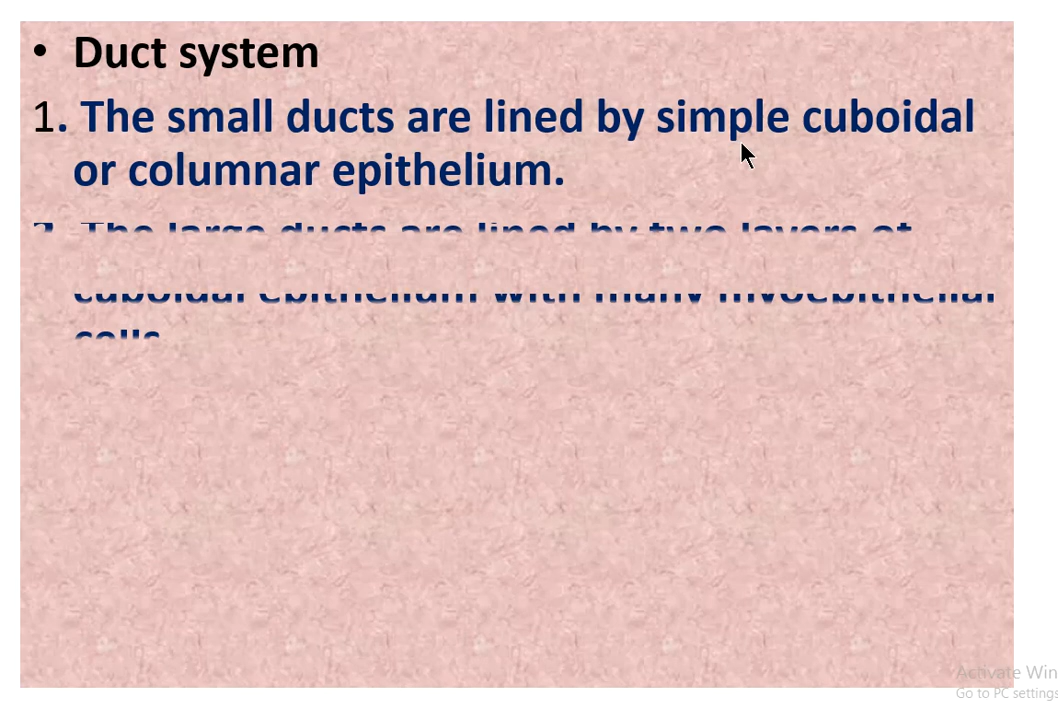 • Duct system
1. The small ducts are lined by simple cuboidal
or columnar epithelium.
2. The large ducts are lined by two layers of
cuboidal epithelium with many myoepithelial
cells
Activate Win
Go to PC settings